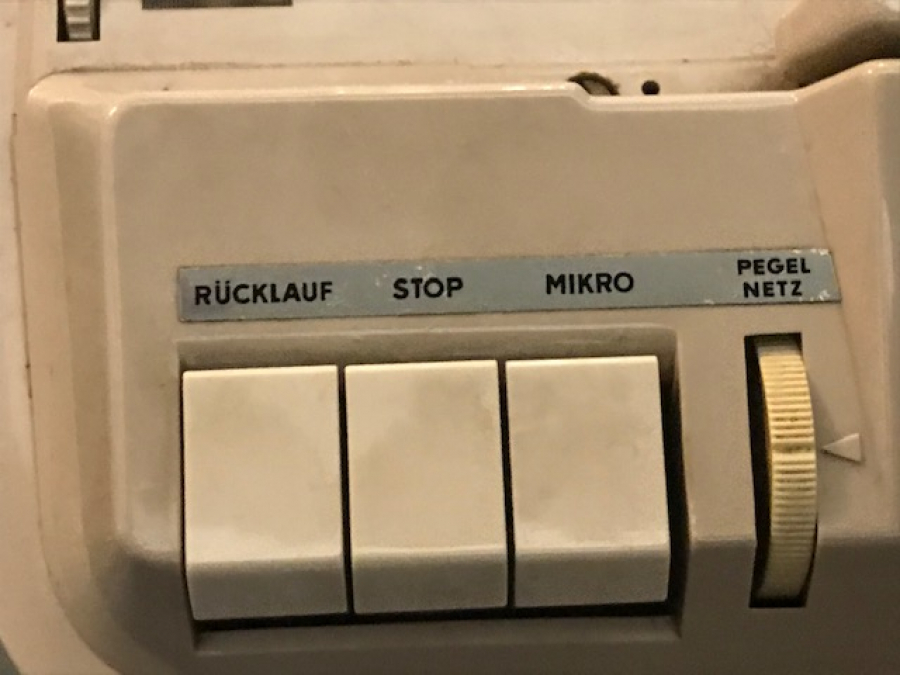 RÜCKLAUF STOP MIKRO PEGEL
NETZ